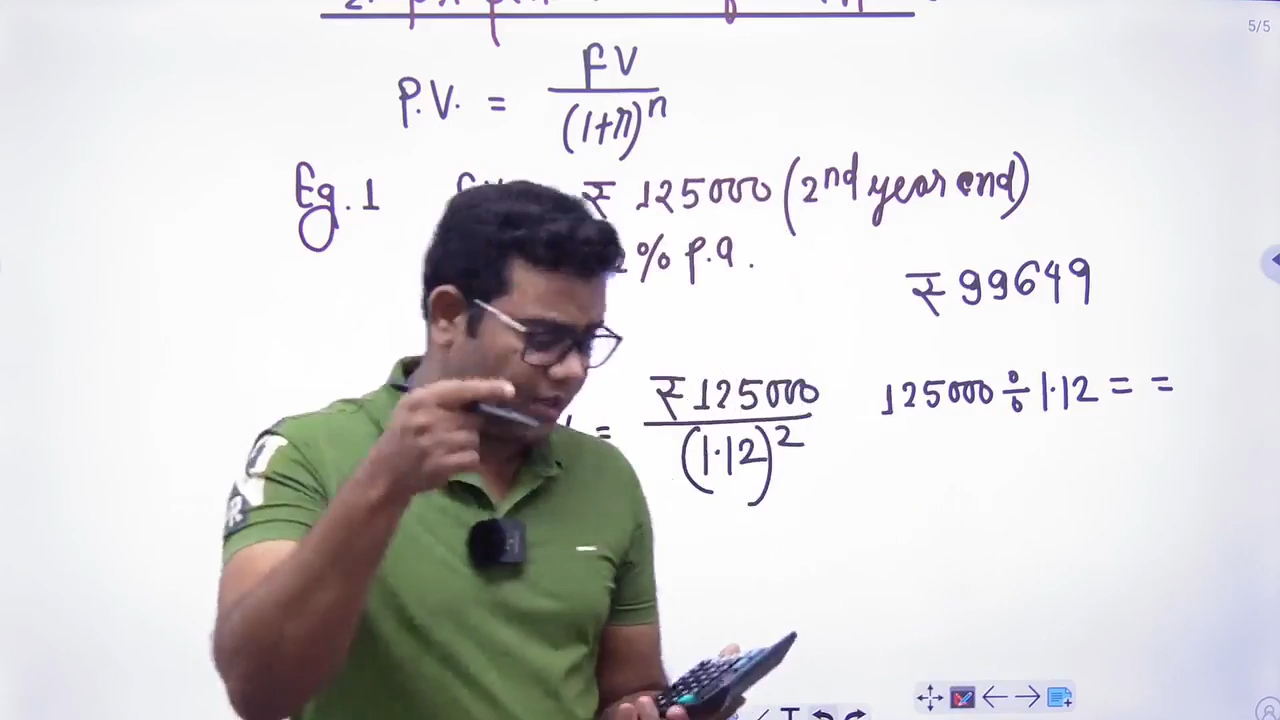 5/5
P.V. = FV / (1+r)^n
Eg. 1 ₹ 125000 (2nd year end)
% p.a.
₹ 99649
= ₹ 125000 / (1.12)^2
125000 ÷ 1.12 = =